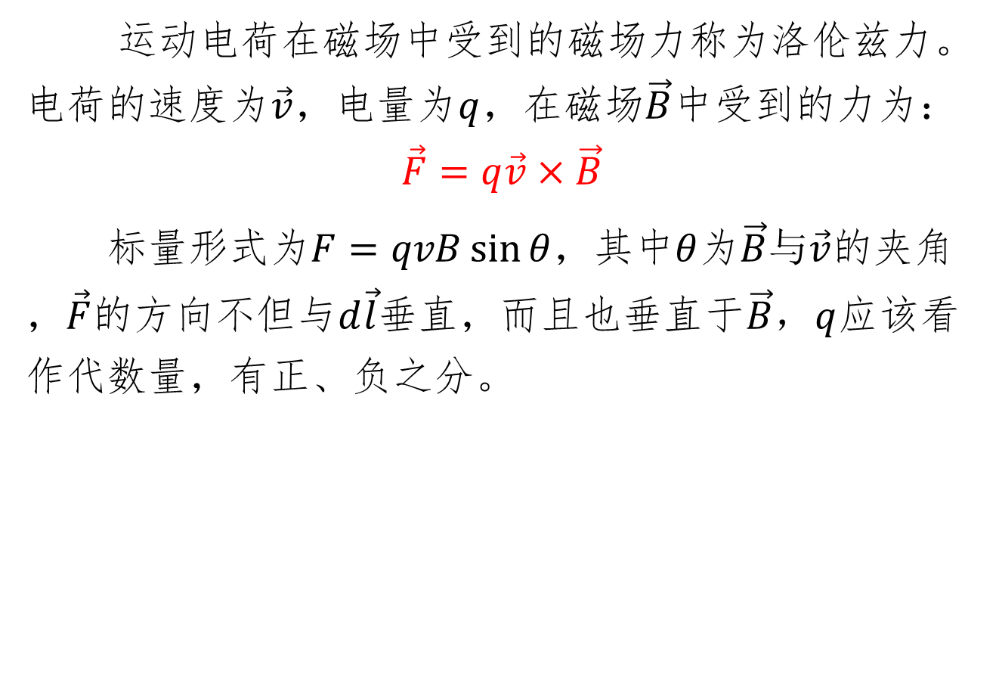 运动电荷在磁场中受到的磁场力称为洛伦兹力。
电荷的速度为$\vec{v}$，电量为$q$，在磁场$\vec{B}$中受到的力为：
$\vec{F} = q\vec{v} \times \vec{B}$
标量形式为$F = qvB \sin \theta$，其中$\theta$为$\vec{B}$与$\vec{v}$的夹角
，$\vec{F}$的方向不但与$d\vec{l}$垂直，而且也垂直于$\vec{B}$，$q$应该看
作代数量，有正、负之分。